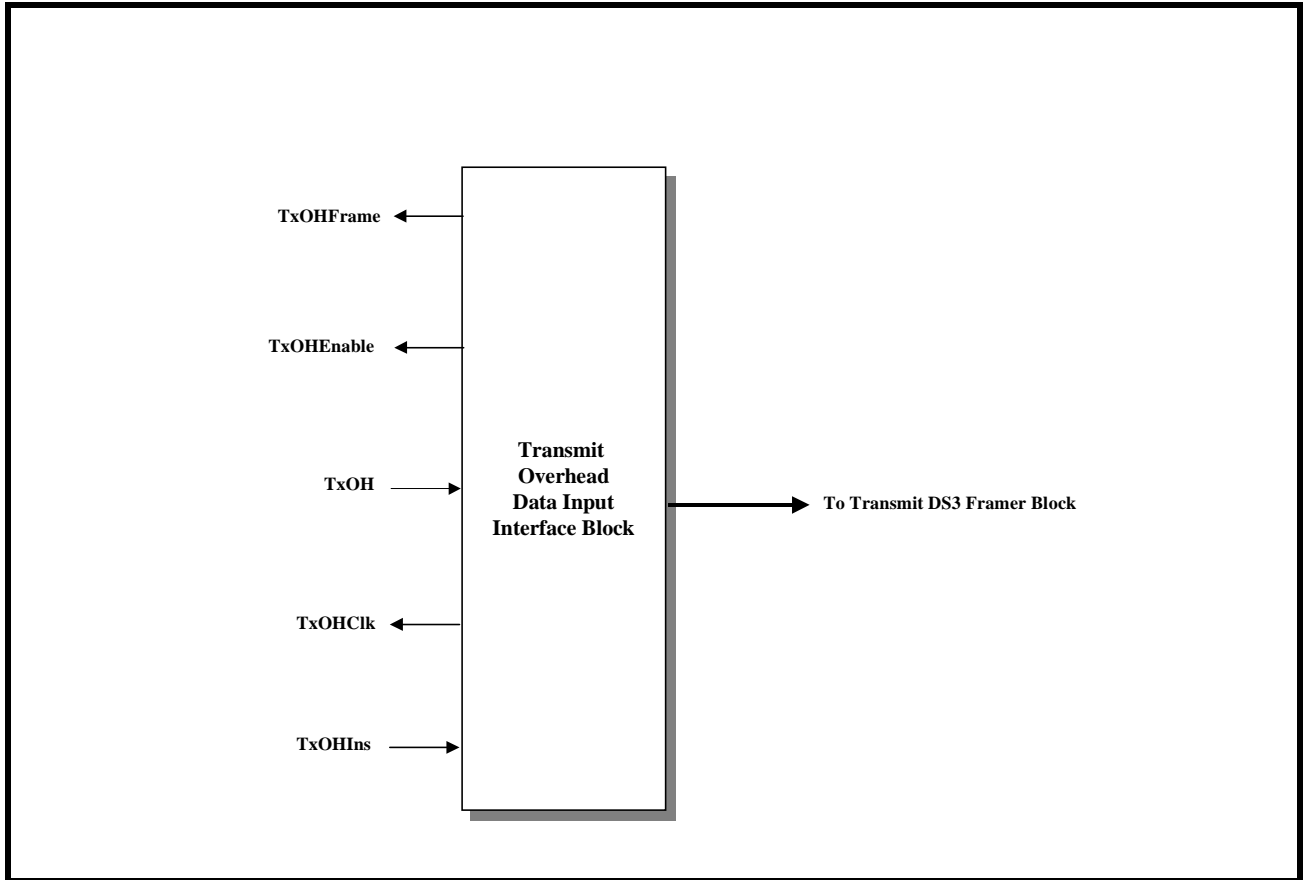 TxOHFrame
TxOHEnable
TxOH
TxOHClk
TxOHIns
Transmit
Overhead
Data Input
Interface Block
To Transmit DS3 Framer Block